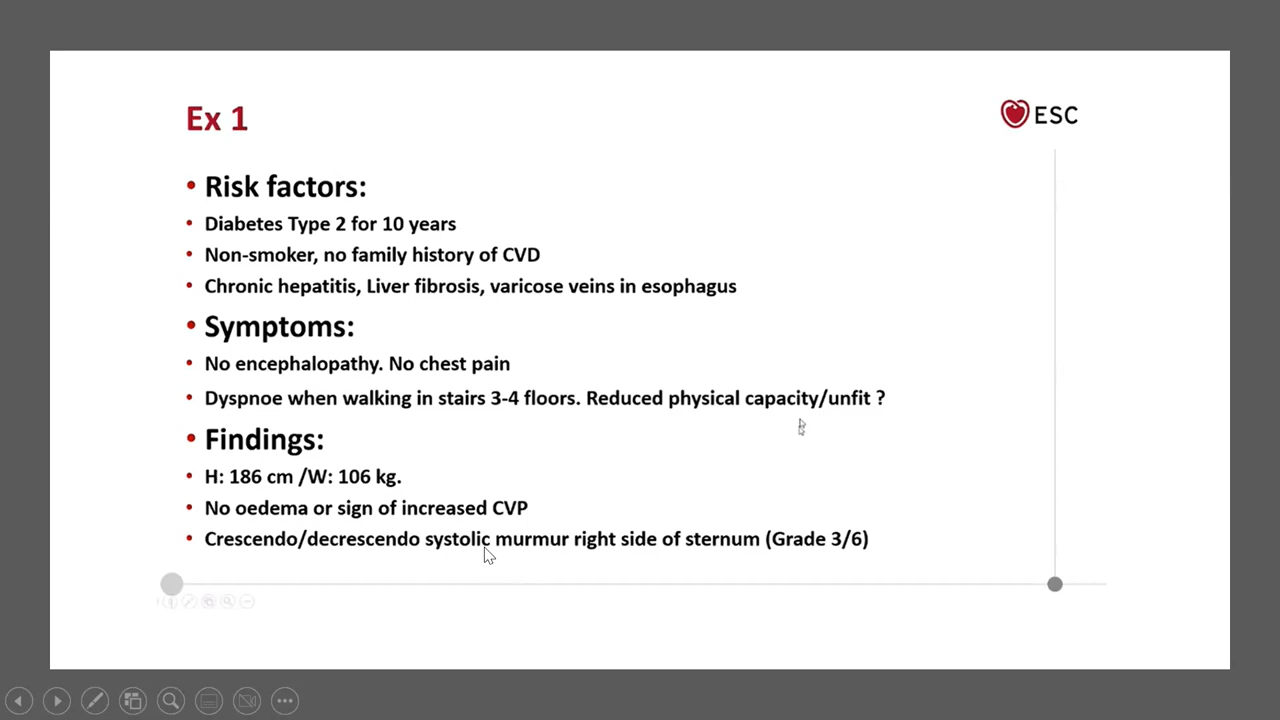 Ex 1
ESC
• Risk factors:
• Diabetes Type 2 for 10 years
• Non-smoker, no family history of CVD
• Chronic hepatitis, Liver fibrosis, varicose veins in esophagus
• Symptoms:
• No encephalopathy. No chest pain
• Dyspnoe when walking in stairs 3-4 floors. Reduced physical capacity/unfit ?
• Findings:
• H: 186 cm /W: 106 kg.
• No oedema or sign of increased CVP
• Crescendo/decrescendo systolic murmur right side of sternum (Grade 3/6)